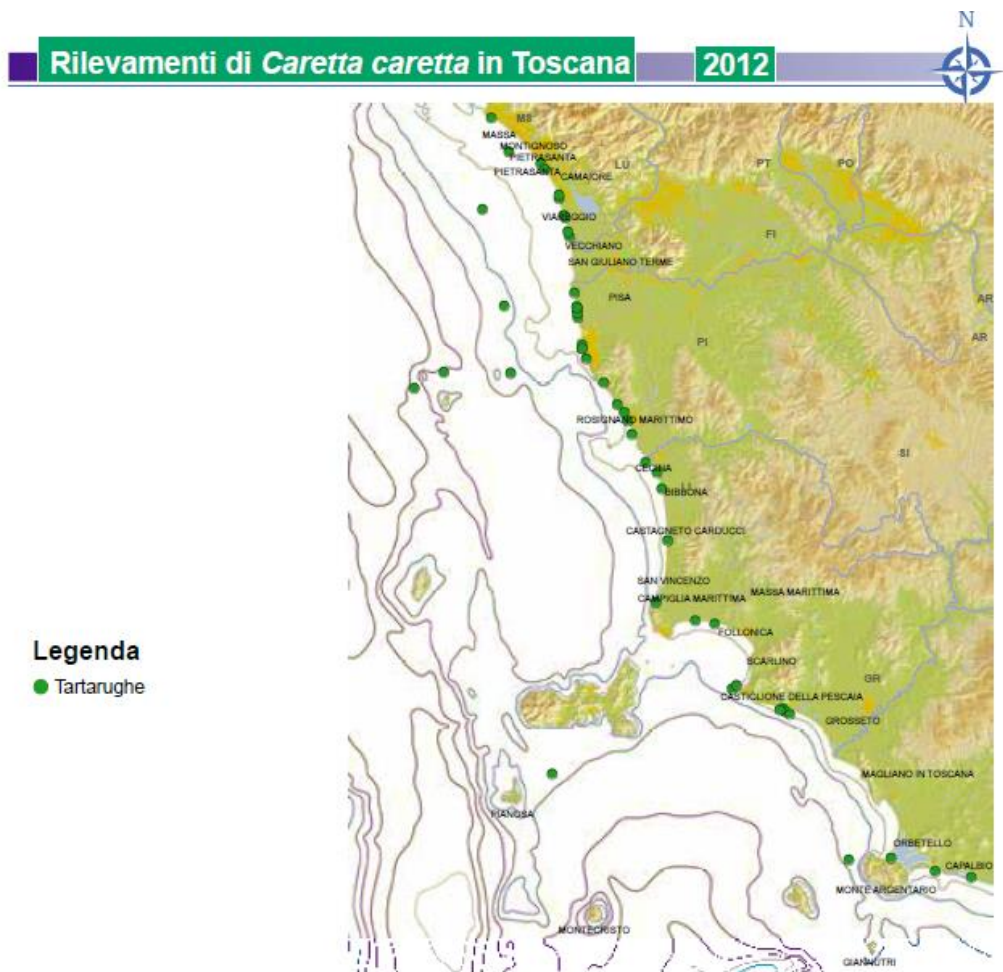 N
Rilevamenti di Caretta caretta in Toscana 2012
MS
MASSA
MONTIGNOSO
PIETRASANTA
LU
PT
PO
PIETRASANTA
CAMAIORE
VIAREGGIO
FI
VECCHIANO
SAN GIULIANO TERME
PISA
AR
AR
PI
ROSIGNANO MARITTIMO
SI
CECINA
LI
BIBBONA
CASTAGNETO CARDUCCI
SAN VINCENZO
MASSA MARITTIMA
CAMPIGLIA MARITTIMA
FOLLONICA
Legenda
Tartarughe
SCARLINO
GR
CASTIGLIONE DELLA PESCAIA
GROSSETO
MAGLIANO IN TOSCANA
PIANOSA
ORBETELLO
CAPALBIO
MONTE ARGENTARIO
MONTECRISTO
GIANNUTRI